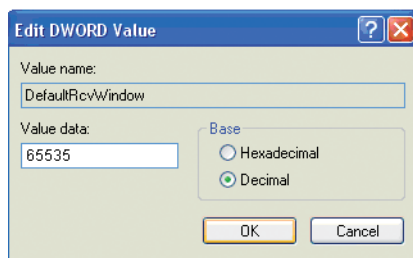 Edit DWORD Value
Value name:
DefaultRcvWindow
Value data:
65535
Base
Hexadecimal
Decimal
OK
Cancel